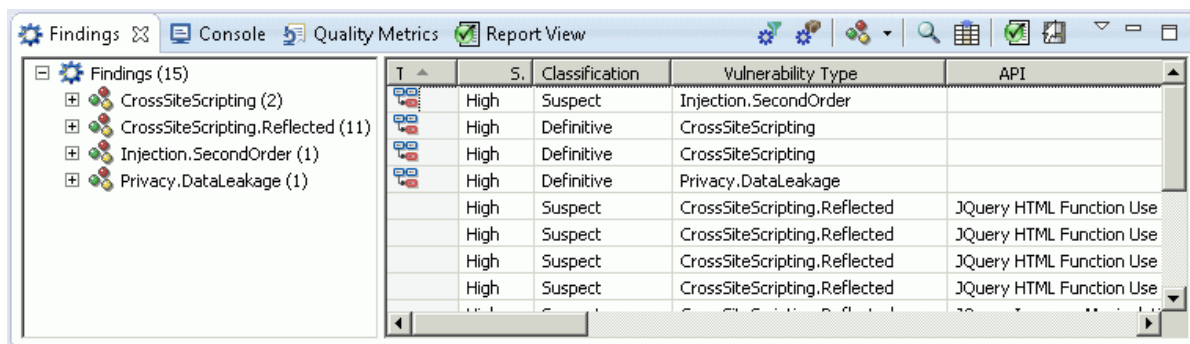 Findings Console Quality Metrics Report View
Findings (15)
CrossSiteScripting (2)
CrossSiteScripting.Reflected (11)
Injection.SecondOrder (1)
Privacy.DataLeakage (1)
T S. Classification Vulnerability Type API
High Suspect Injection.SecondOrder
High Definitive CrossSiteScripting
High Definitive CrossSiteScripting
High Definitive Privacy.DataLeakage
High Suspect CrossSiteScripting.Reflected JQuery HTML Function Use
High Suspect CrossSiteScripting.Reflected JQuery HTML Function Use
High Suspect CrossSiteScripting.Reflected JQuery HTML Function Use
High Suspect CrossSiteScripting.Reflected JQuery HTML Function Use